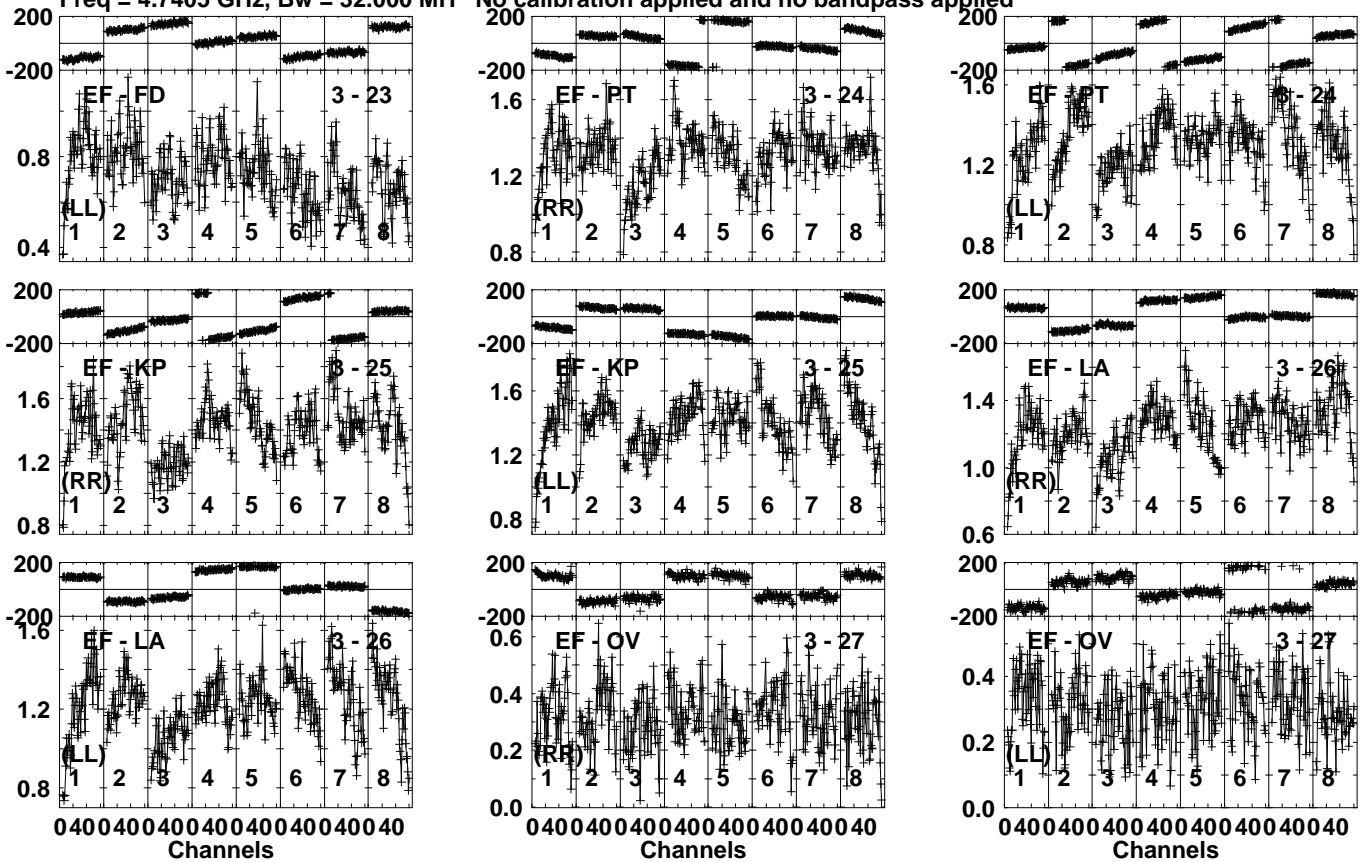 Freq = 4.7405 GHz, Bw = 32.000 MH No calibration applied and no bandpass applied
200 200 200
-200 -200 -200
EF - FD 3 - 23 EF - PT 3 - 24 EF - PT 3 - 24
1.6 1.6
0.8 1.2 1.2
(LL) (RR) (LL)
1 2 3 4 5 6 7 8 1 2 3 4 5 6 7 8 1 2 3 4 5 6 7 8
0.4 0.8 0.8
200 200 200
-200 -200 -200
EF - KP 3 - 25 EF - KP 3 - 25 EF - LA 3 - 26
1.6 1.6 1.4
1.2 1.2 1.0
(RR) (LL) (RR)
1 2 3 4 5 6 7 8 1 2 3 4 5 6 7 8 1 2 3 4 5 6 7 8
0.8 0.8 0.6
200 200 200
-200 -200 -200
1.6 0.6
EF - LA 3 - 26 EF - OV 3 - 27 EF - OV 3 - 27
0.4 0.4
1.2
(LL) (RR) (LL)
0.2 0.2
1 2 3 4 5 6 7 8 1 2 3 4 5 6 7 8 1 2 3 4 5 6 7 8
0.8 0.0 0.0
0 40 0 40 0 40 0 40 0 40 0 40 0 40 0 40 0 40 0 40 0 40 0 40 0 40 0 40 0 40 0 40 0 40 0 40 0 40 0 40 0 40 0 40 0 40 0 40
Channels Channels Channels